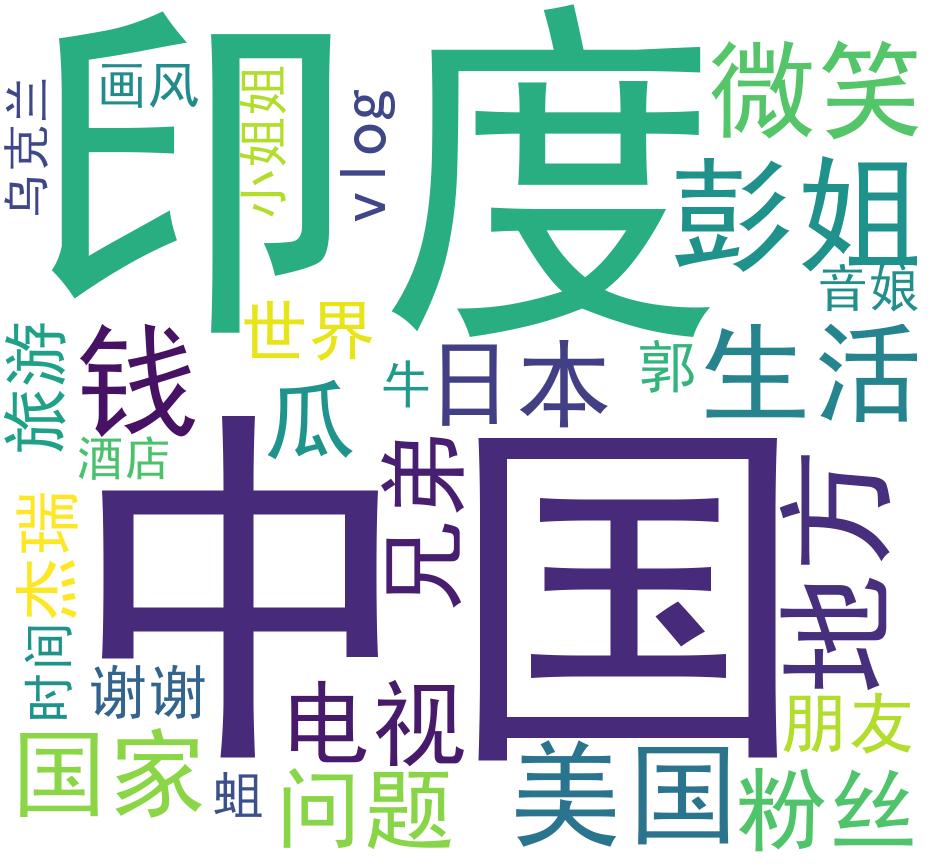 印度
微笑
画风
小姐姐
vlog
乌克兰
彭姐
音娘
世界
旅游
钱
瓜
牛
日本
郭
生活
酒店
兄弟
中国
地方
杰瑞
时间
谢谢
电视
朋友
国家
蛆
问题
美国
粉丝